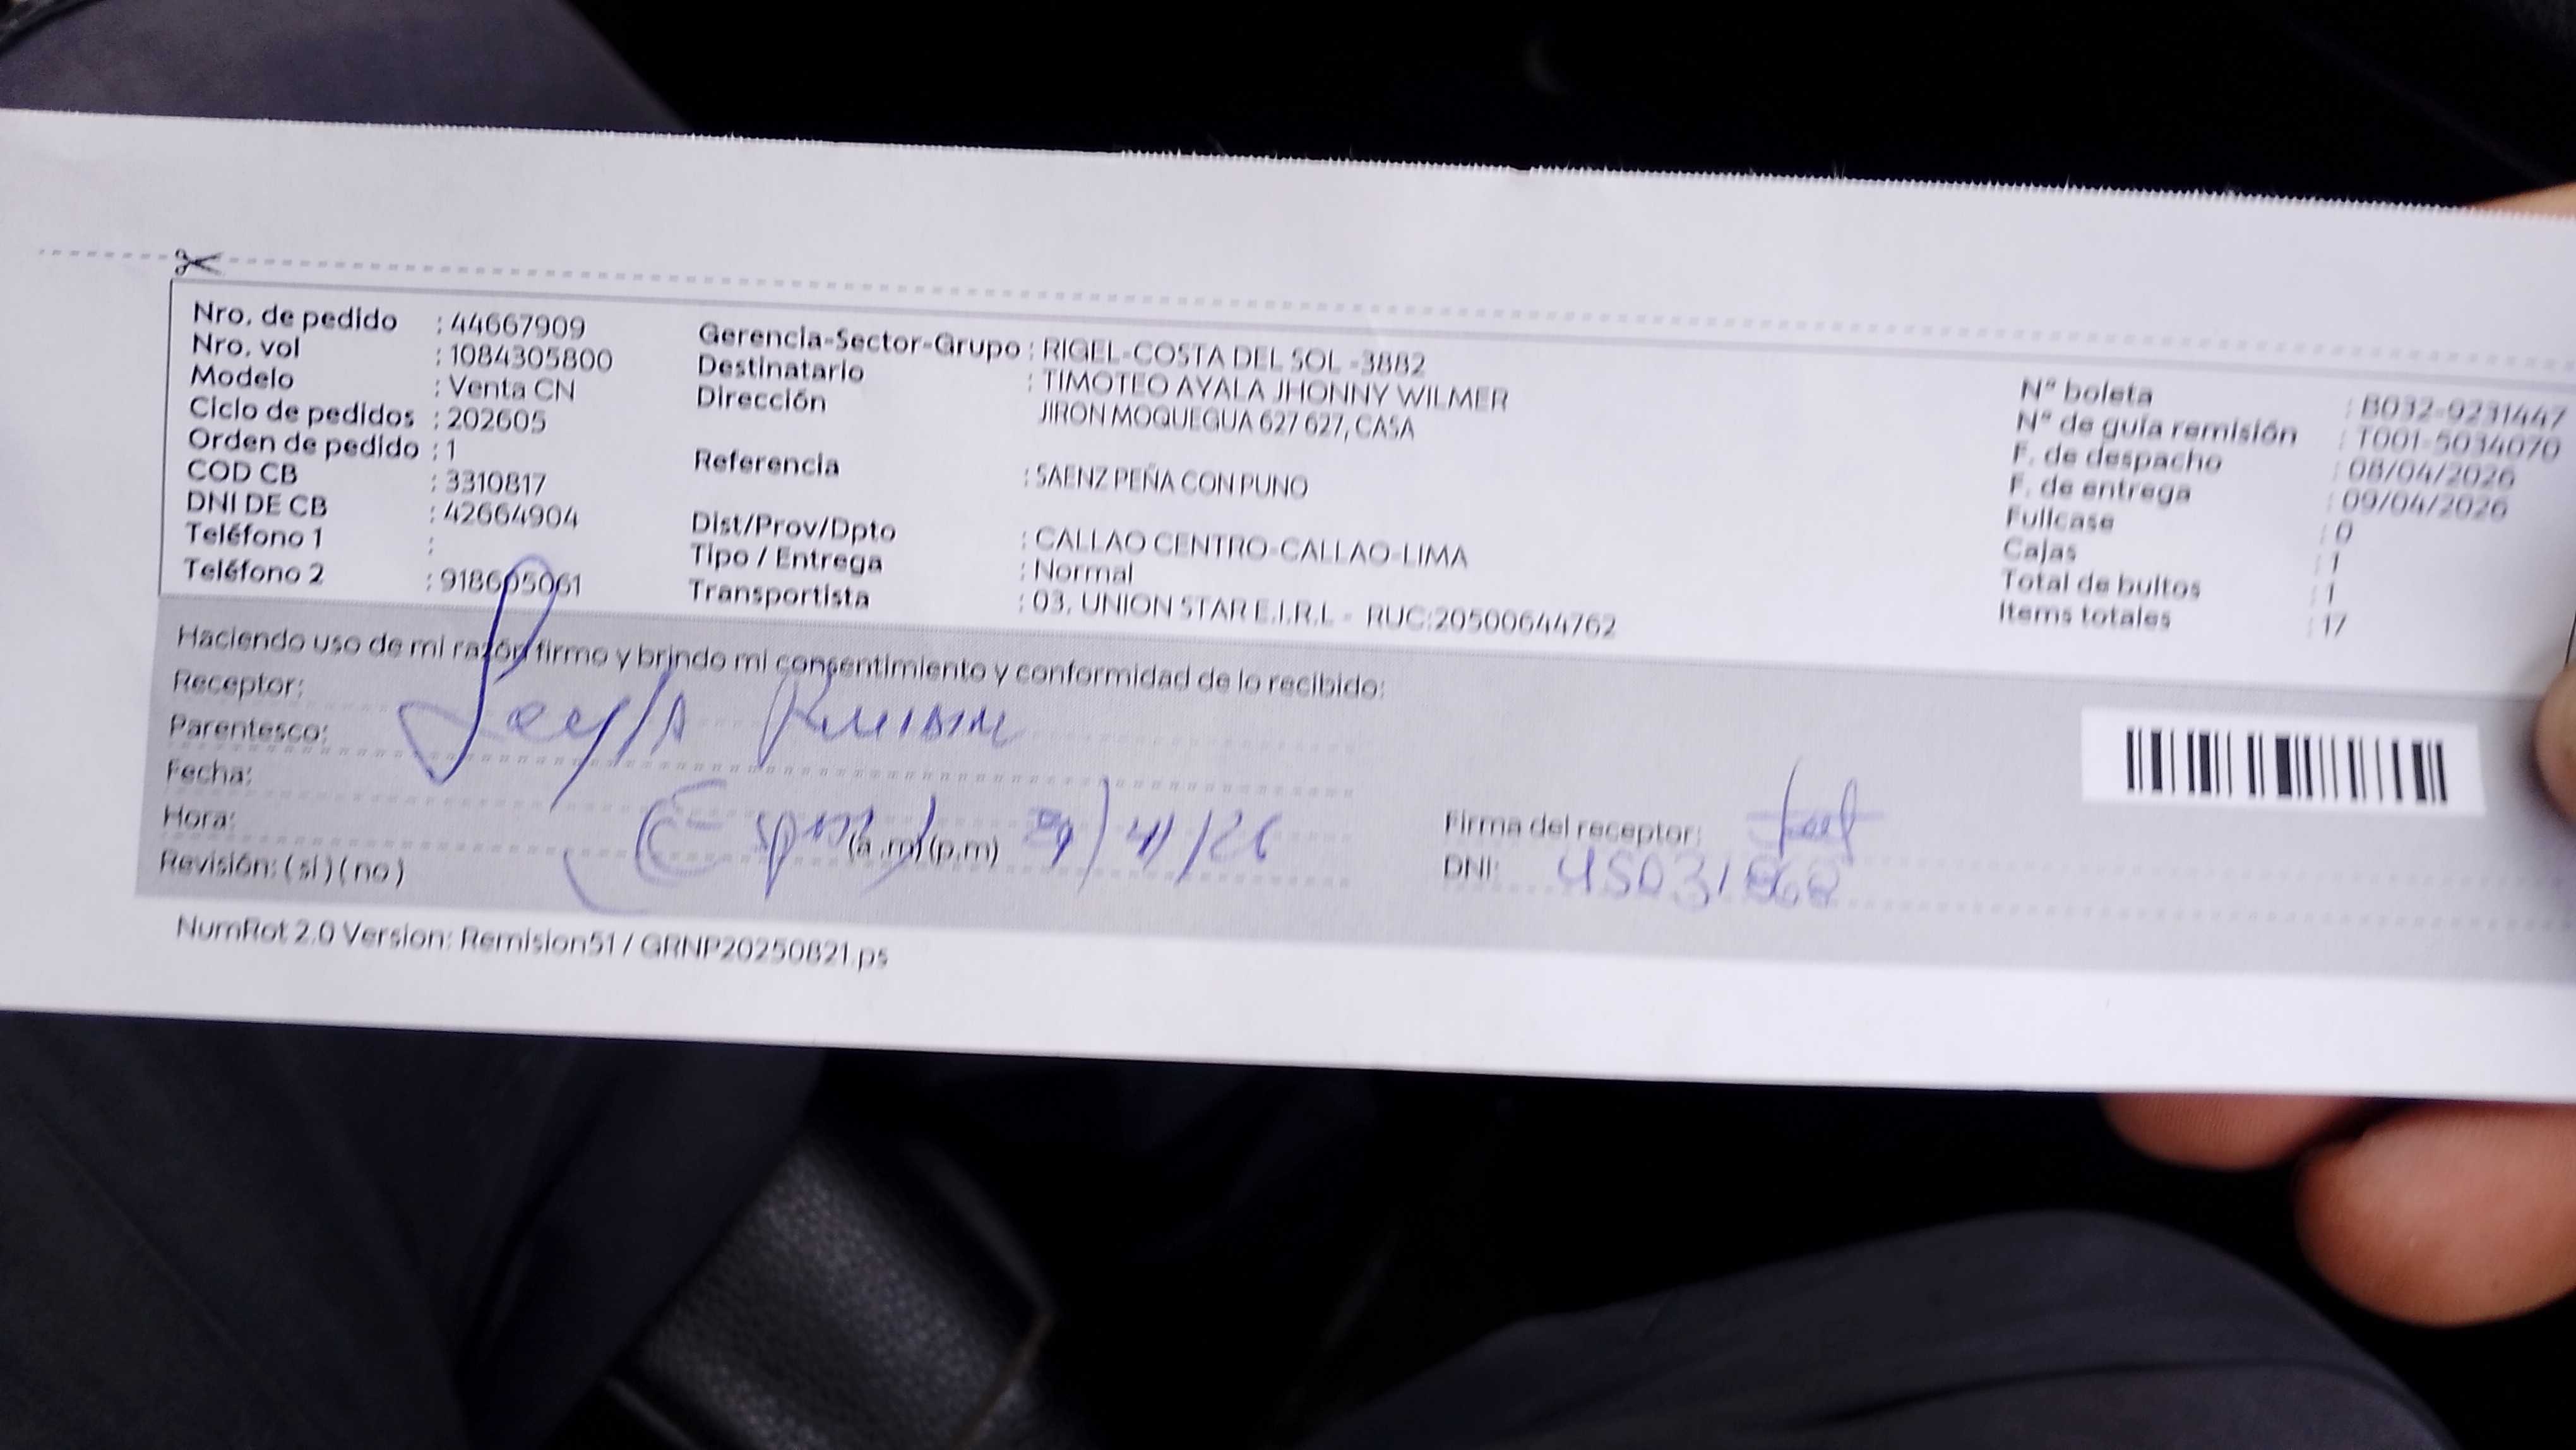 Nro. de pedido : 44667909
Nro. vol : 1084305800
Modelo : Venta CN
Ciclo de pedidos : 202605
Orden de pedido : 1
COD CB : 3310817
DNI DE CB : 42664904
Teléfono 1 :
Teléfono 2 : 918605061
Gerencia-Sector-Grupo : RIGEL-COSTA DEL SOL -3882
Destinatario : TIMOTEO AYALA JHONNY WILMER
Dirección JIRON MOQUEGUA 627 627, CASA
Referencia : SAENZ PEÑA CON PUNO
Dist/Prov/Dpto : CALLAO CENTRO-CALLAO-LIMA
Tipo / Entrega : Normal
Transportista : 03. UNION STAR E.I.R.L - RUC:20500644762
N° boleta : B032-9231447
N° de guía remisión : T001-5034070
F. de despacho : 08/04/2026
F. de entrega : 09/04/2026
Fullcase : 0
Cajas : 1
Total de bultos : 1
Items totales : 17
Haciendo uso de mi razón firmo y brindo mi consentimiento y conformidad de lo recibido:
Receptor:
Parentesco:
Fecha:
Hora: (a.m)(p.m) /4/26
Revisión: (si) (no)
Firma del receptor:
DNI:
NumRot 2.0 Version: Remision51 / GRNP20250821.ps